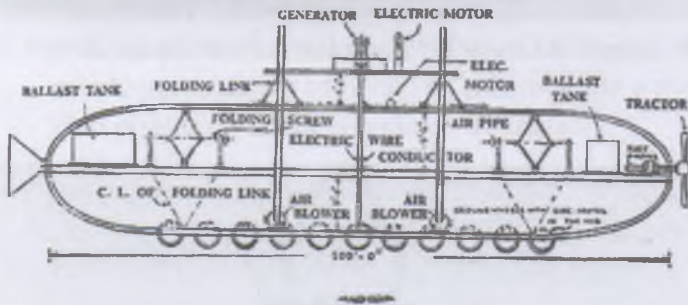 GENERATOR
ELECTRIC MOTOR
FOLDING LINK
ELEC.
MOTOR
BALLAST TANK
BALLAST
TANK
TRACTOR
FOLDING SCREW
ELECTRIC WIRE
CONDUCTOR
AIR PIPE
C. L. OF FOLDING LINK
AIR
BLOWER
AIR
BLOWER
100'-0"